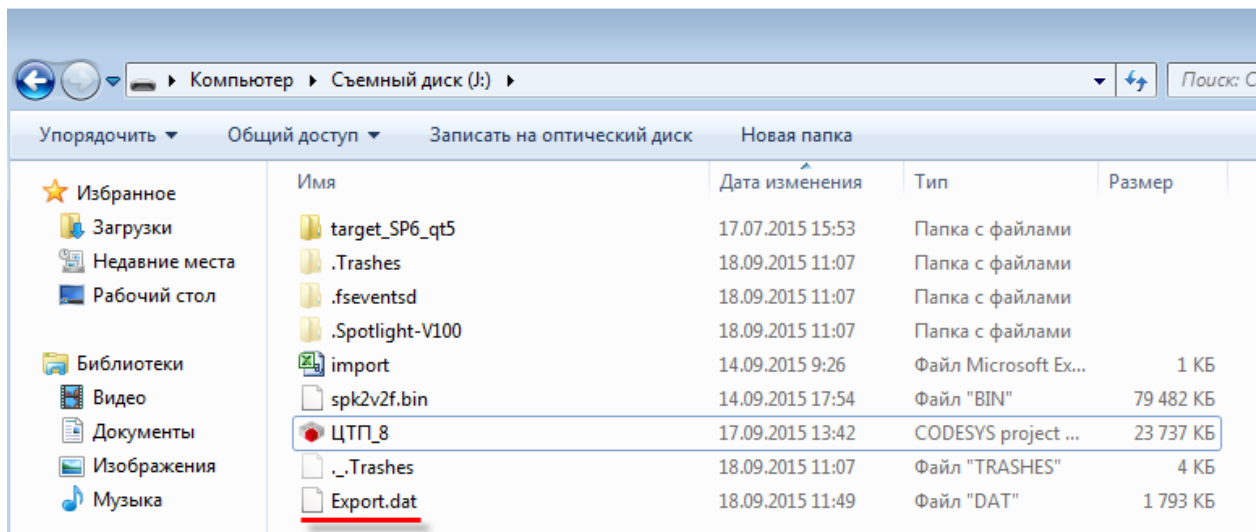 Компьютер Съемный диск (J:) Поиск: С
Упорядочить Общий доступ Записать на оптический диск Новая папка
Избранное
Загрузки
Недавние места
Рабочий стол
Библиотеки
Видео
Документы
Изображения
Музыка
Имя Дата изменения Тип Размер
target_SP6_qt5 17.07.2015 15:53 Папка с файлами
.Trashes 18.09.2015 11:07 Папка с файлами
.fseventsd 18.09.2015 11:07 Папка с файлами
.Spotlight-V100 18.09.2015 11:07 Папка с файлами
import 14.09.2015 9:26 Файл Microsoft Ex... 1 КБ
spk2v2f.bin 14.09.2015 17:54 Файл "BIN" 79 482 КБ
ЦТП_8 17.09.2015 13:42 CODESYS project ... 23 737 КБ
._.Trashes 18.09.2015 11:07 Файл "TRASHES" 4 КБ
Export.dat 18.09.2015 11:49 Файл "DAT" 1 793 КБ